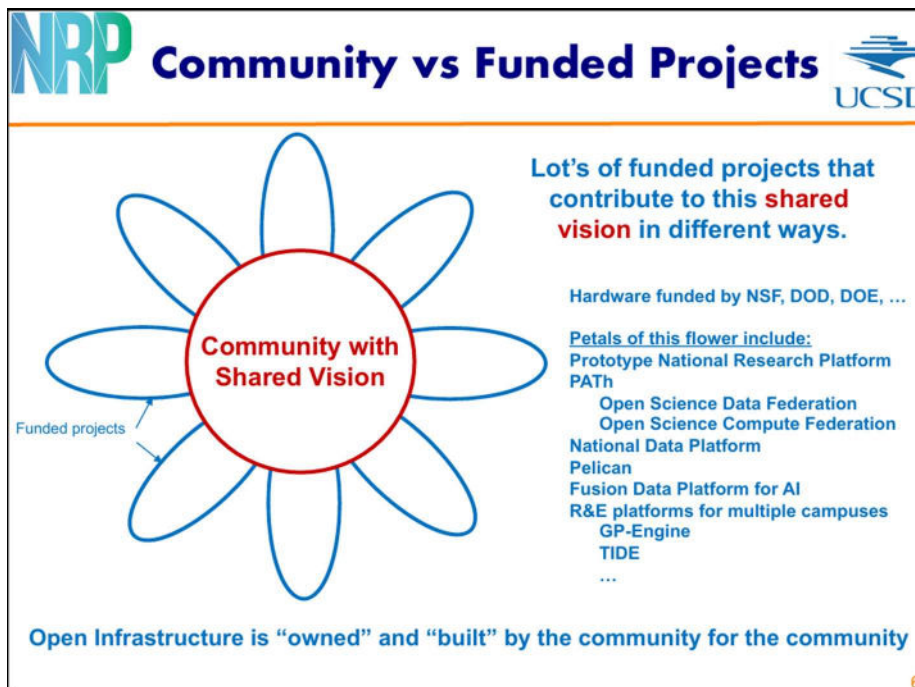 NRP
Community vs Funded Projects
UCSD
Lot's of funded projects that
contribute to this shared
vision in different ways.
Hardware funded by NSF, DOD, DOE, …
Petals of this flower include:
Prototype National Research Platform
PATh
Open Science Data Federation
Open Science Compute Federation
National Data Platform
Pelican
Fusion Data Platform for AI
R&E platforms for multiple campuses
GP-Engine
TIDE
…
Community with
Shared Vision
Funded projects
Open Infrastructure is “owned” and “built” by the community for the community
6